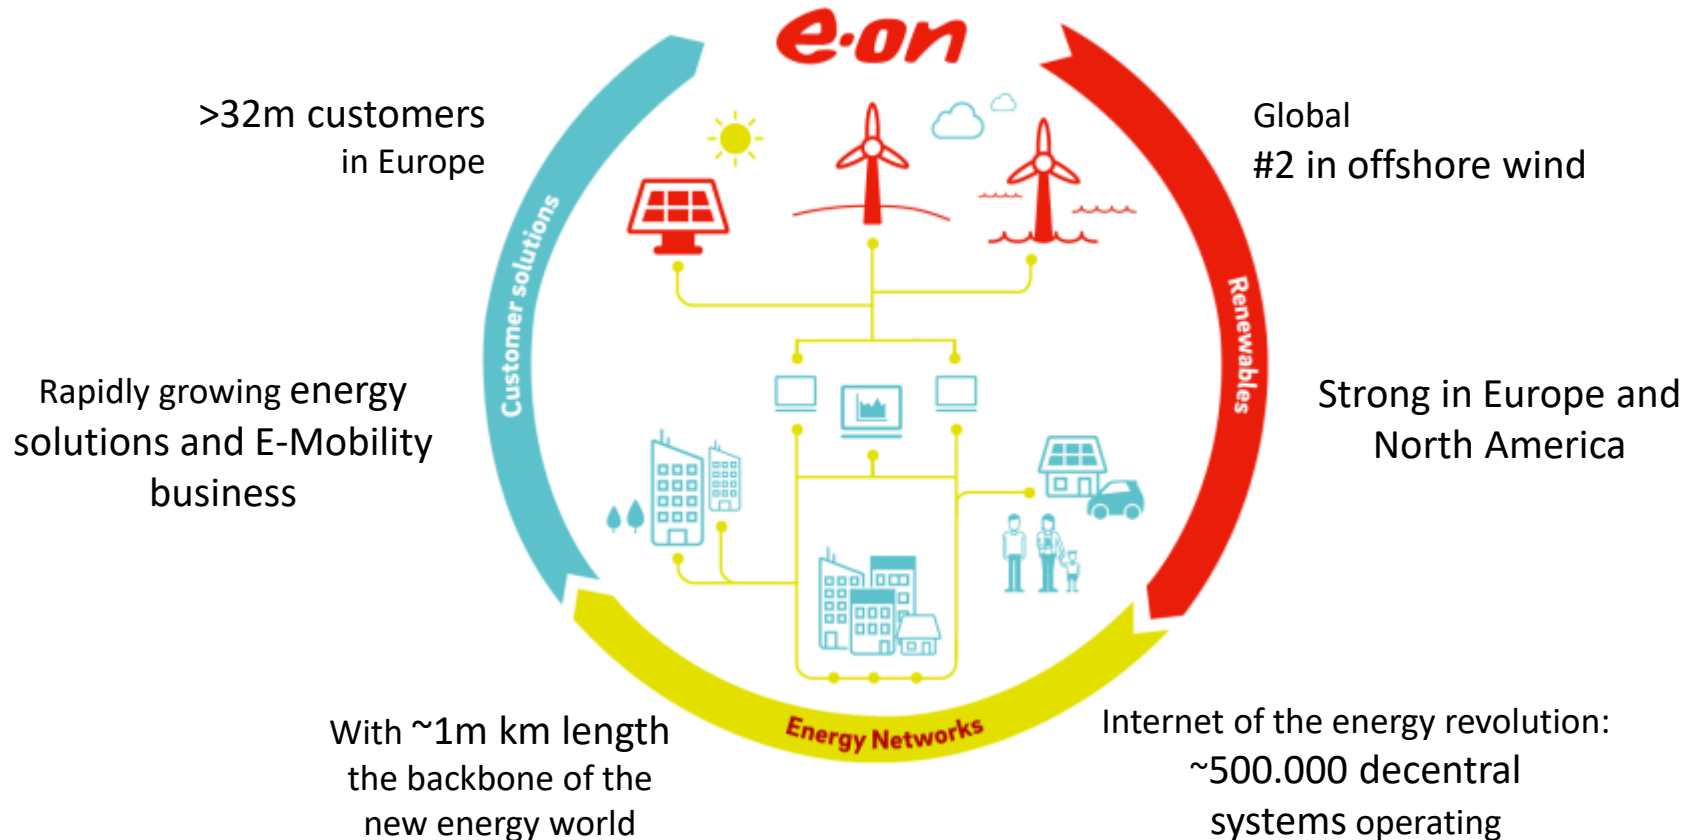 e·on
>32m customers
in Europe
Global
#2 in offshore wind
Customer solutions
Renewables
Rapidly growing energy
solutions and E-Mobility
business
Strong in Europe and
North America
Energy Networks
With ~1m km length
the backbone of the
new energy world
Internet of the energy revolution:
~500.000 decentral
systems operating